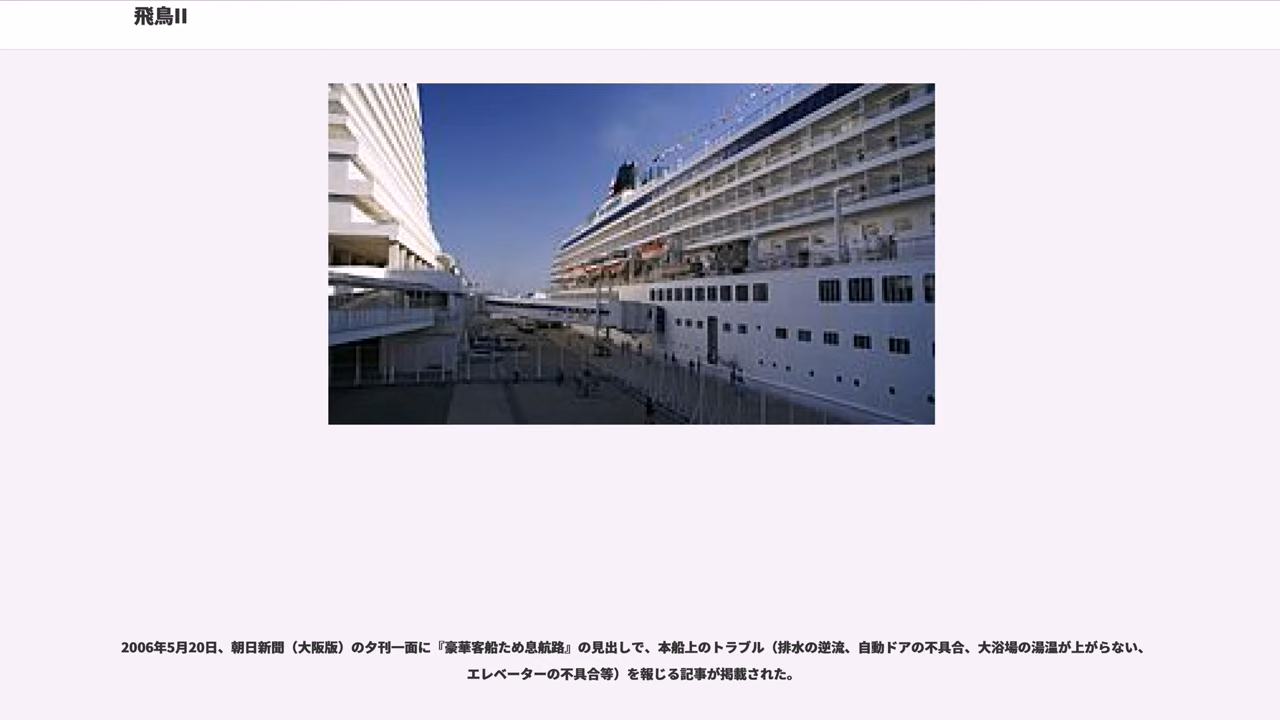 飛鳥II
2006年5月20日、朝日新聞（大阪版）の夕刊一面に『豪華客船ため息航路』の見出しで、本船上のトラブル（排水の逆流、自動ドアの不具合、大浴場の湯温が上がらない、
エレベーターの不具合等）を報じる記事が掲載された。